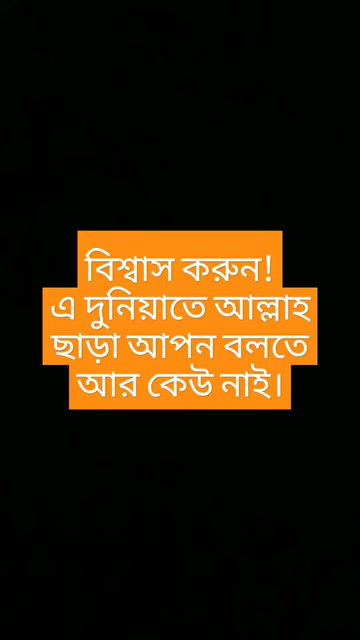 বিশ্বাস করুন!
এ দুনিয়াতে আল্লাহ
ছাড়া আপন বলতে
আর কেউ নাই।